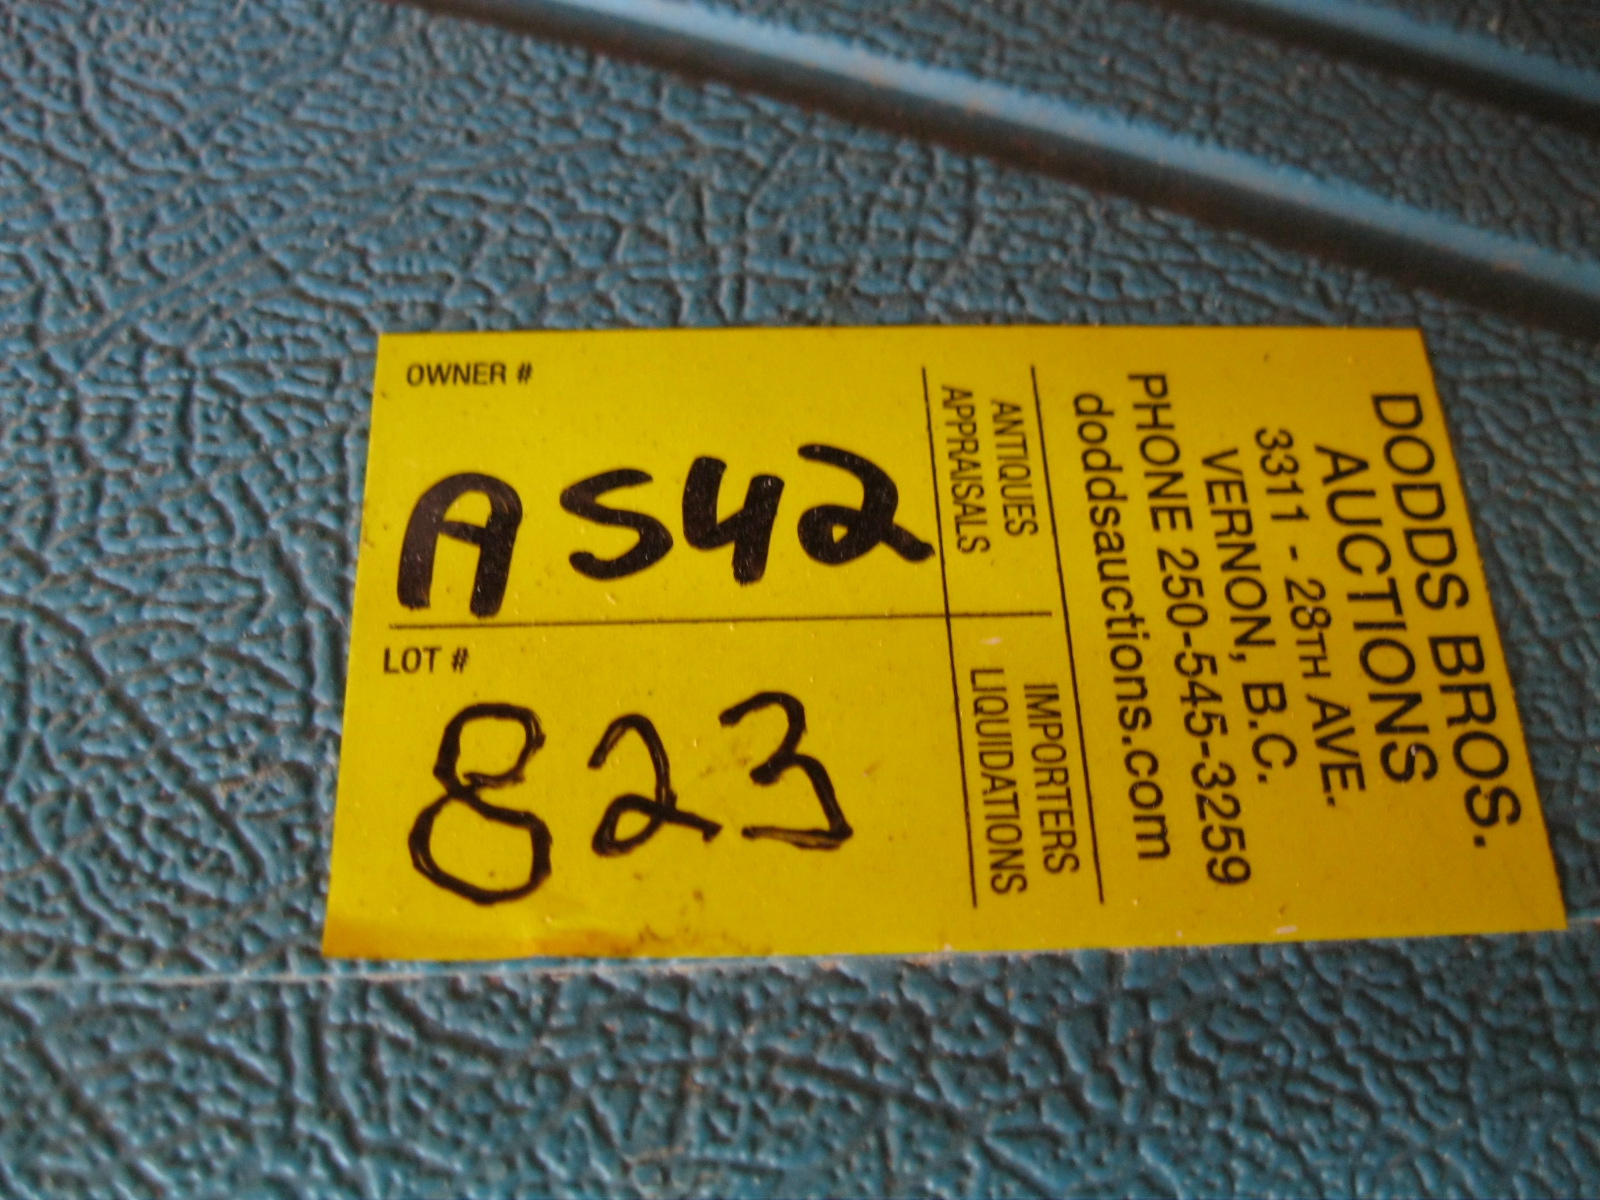 DODDS BROS.
AUCTIONS
3311 - 28TH AVE.
VERNON, B.C.
PHONE 250-545-3259
doddsauctions.com
ANTIQUES IMPORTERS
APPRAISALS LIQUIDATIONS
OWNER #
A542
LOT #
823